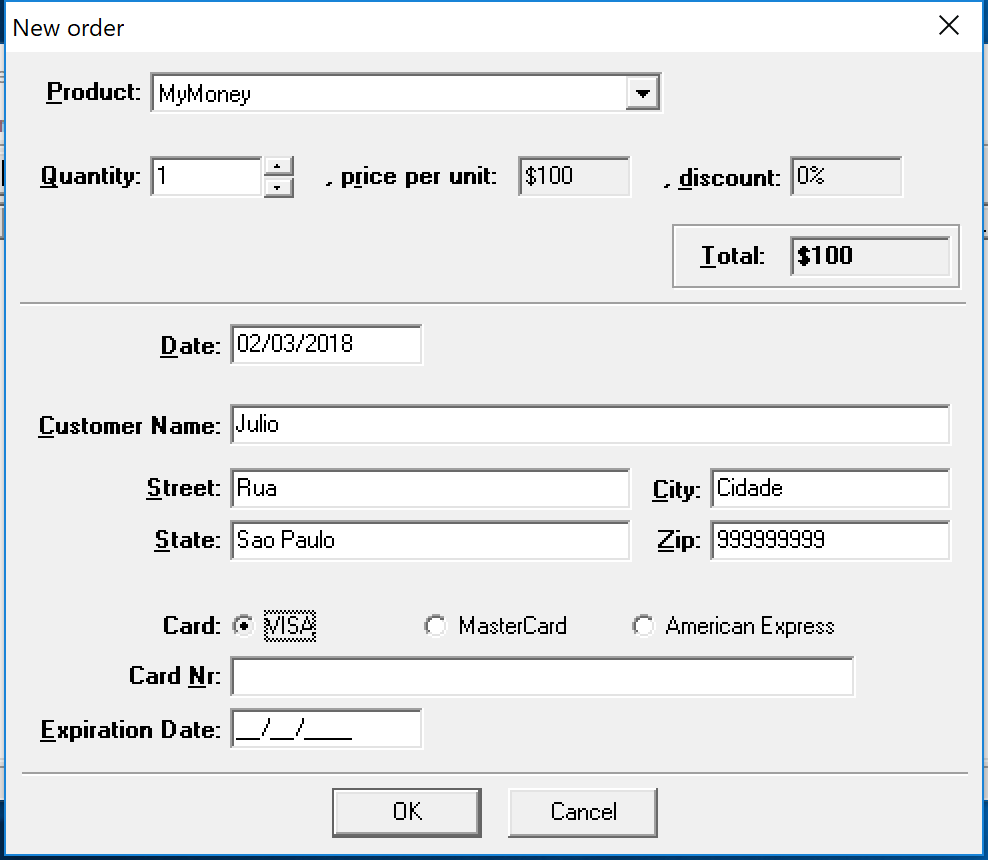 New order
Product: MyMoney
Quantity: 1 , price per unit: $100 , discount: 0%
Total: $100
Date: 02/03/2018
Customer Name: Julio
Street: Rua City: Cidade
State: Sao Paulo Zip: 999999999
Card: VISA MasterCard American Express
Card Nr:
Expiration Date: __/__/____
OK Cancel